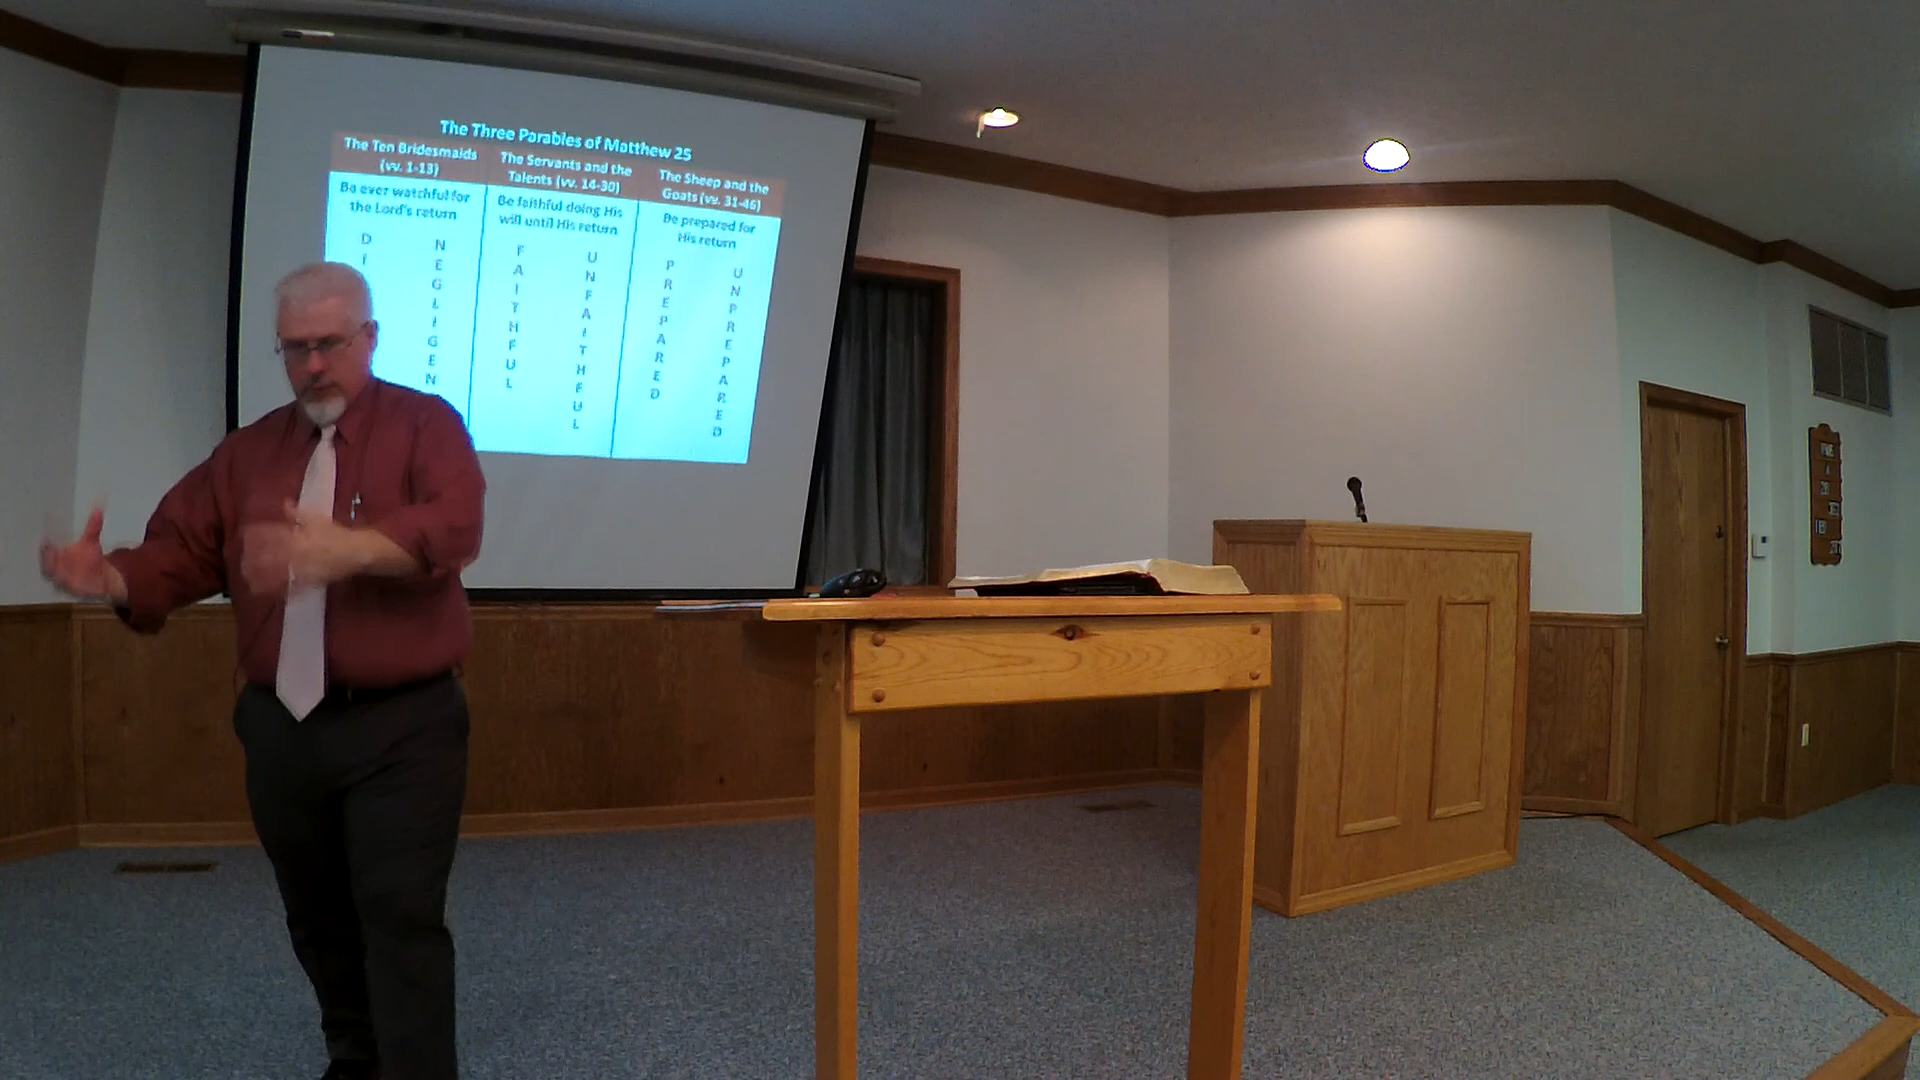 The Three Parables of Matthew 25
The Ten Bridesmaids
(vv. 1-13)
The Servants and the
Talents (vv. 14-30)
The Sheep and the
Goats (vv. 31-46)
Be ever watchful for
the Lord's return
Be faithful doing His
will until His return
Be prepared for
His return
D
I
N
E
G
L
I
G
E
N
F
A
I
T
H
F
U
L
U
N
F
A
I
T
H
F
U
L
P
R
E
P
A
R
E
D
U
N
P
R
E
P
A
R
E
D